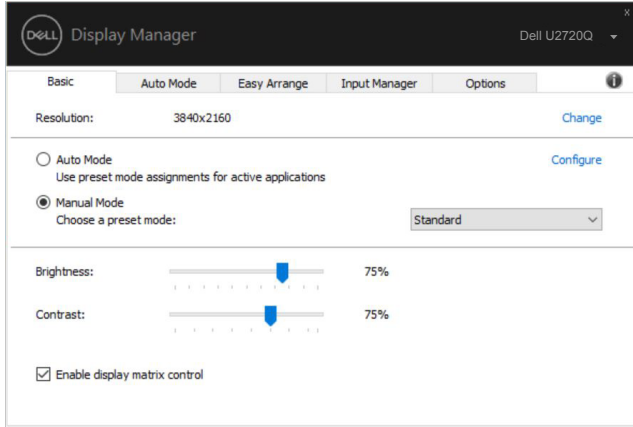 x
DELL Display Manager Dell U2720Q
Basic Auto Mode Easy Arrange Input Manager Options i
Resolution: 3840x2160 Change
Auto Mode Configure
Use preset mode assignments for active applications
Manual Mode
Choose a preset mode: Standard
Brightness: 75%
Contrast: 75%
Enable display matrix control